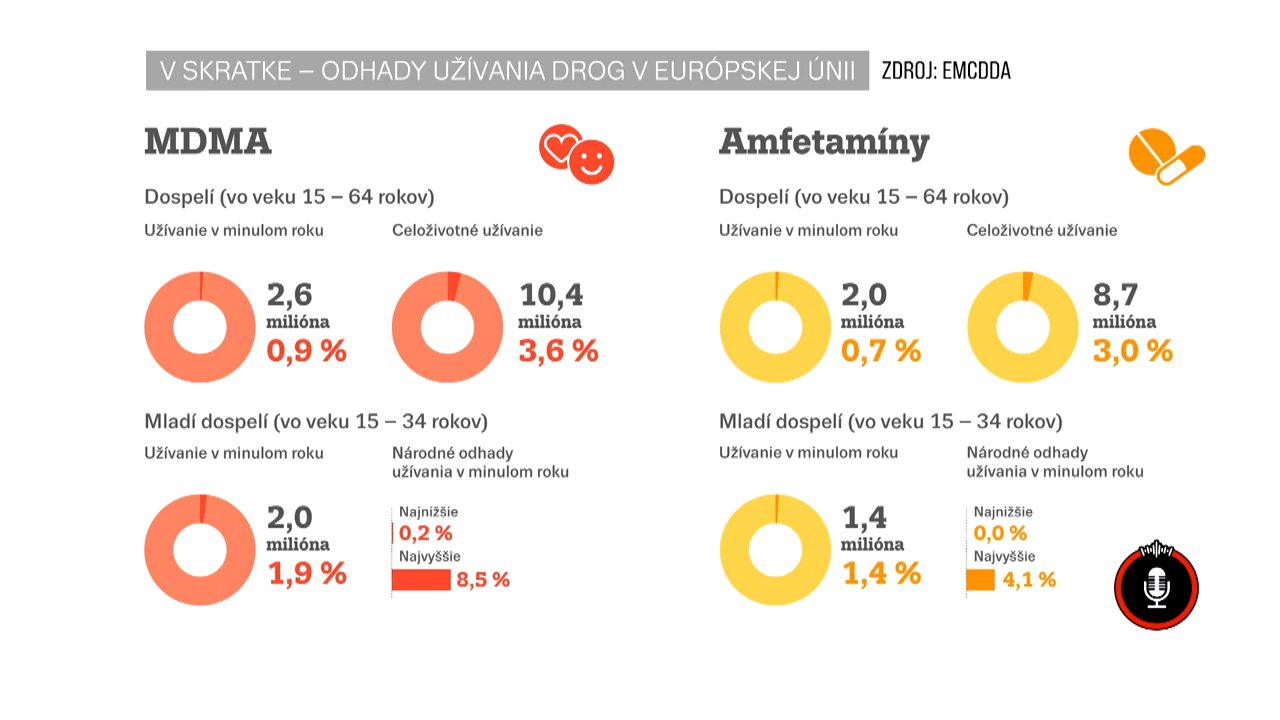 V SKRATKE – ODHADY UŽÍVANIA DROG V EURÓPSKEJ ÚNII ZDROJ: EMCDDA
MDMA
Dospelí (vo veku 15 – 64 rokov)
Užívanie v minulom roku
2,6
milióna
0,9 %
Celoživotné užívanie
10,4
milióna
3,6 %
Mladí dospelí (vo veku 15 – 34 rokov)
Užívanie v minulom roku
2,0
milióna
1,9 %
Národné odhady
užívania v minulom roku
Najnižšie
0,2 %
Najvyššie
8,5 %
Amfetamíny
Dospelí (vo veku 15 – 64 rokov)
Užívanie v minulom roku
2,0
milióna
0,7 %
Celoživotné užívanie
8,7
milióna
3,0 %
Mladí dospelí (vo veku 15 – 34 rokov)
Užívanie v minulom roku
1,4
milióna
1,4 %
Národné odhady
užívania v minulom roku
Najnižšie
0,0 %
Najvyššie
4,1 %